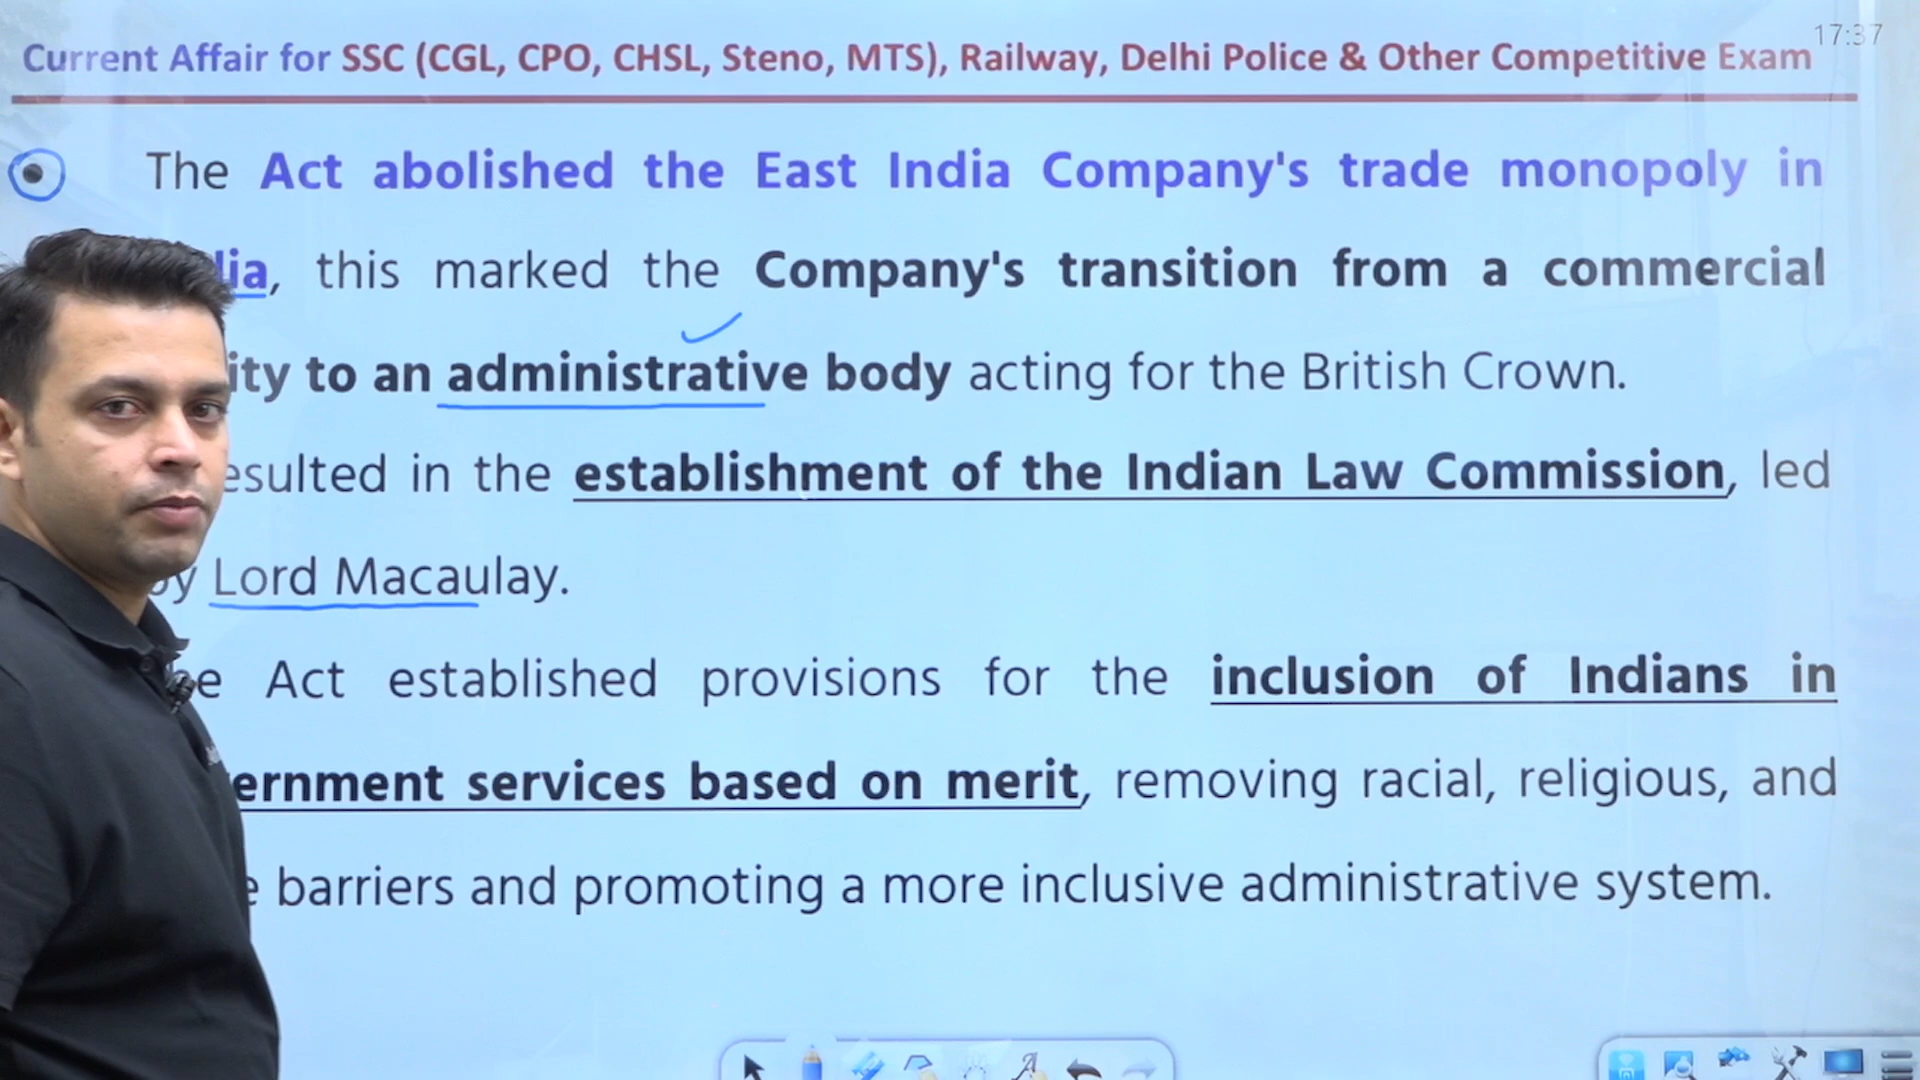 Current Affair for SSC (CGL, CPO, CHSL, Steno, MTS), Railway, Delhi Police & Other Competitive Exam
17:37
The Act abolished the East India Company's trade monopoly in
this marked the Company's transition from a commercial
to an administrative body acting for the British Crown.
in the establishment of the Indian Law Commission, led
Lord Macaulay.
Act established provisions for the inclusion of Indians in
services based on merit, removing racial, religious, and
barriers and promoting a more inclusive administrative system.